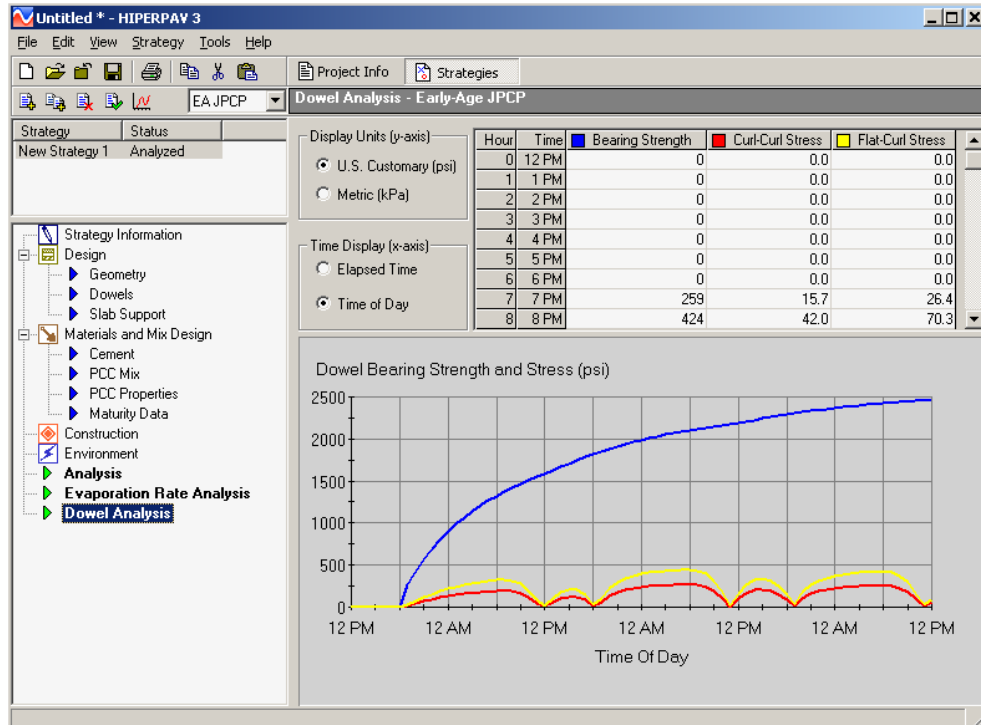 Untitled * - HIPERPAV 3
File Edit View Strategy Tools Help
Project Info Strategies
EA JPCP
Dowel Analysis - Early-Age JPCP
Strategy Status
New Strategy 1 Analyzed
Strategy Information
Design
Geometry
Dowels
Slab Support
Materials and Mix Design
Cement
PCC Mix
PCC Properties
Maturity Data
Construction
Environment
Analysis
Evaporation Rate Analysis
Dowel Analysis
Display Units (y-axis)
U.S. Customary (psi)
Metric (kPa)
Time Display (x-axis)
Elapsed Time
Time of Day
Hour Time Bearing Strength Curl-Curl Stress Flat-Curl Stress
0 12 PM 0 0.0 0.0
1 1 PM 0 0.0 0.0
2 2 PM 0 0.0 0.0
3 3 PM 0 0.0 0.0
4 4 PM 0 0.0 0.0
5 5 PM 0 0.0 0.0
6 6 PM 0 0.0 0.0
7 7 PM 259 15.7 26.4
8 8 PM 424 42.0 70.3
Dowel Bearing Strength and Stress (psi)
2500
2000
1500
1000
500
0
12 PM 12 AM 12 PM 12 AM 12 PM 12 AM 12 PM
Time Of Day